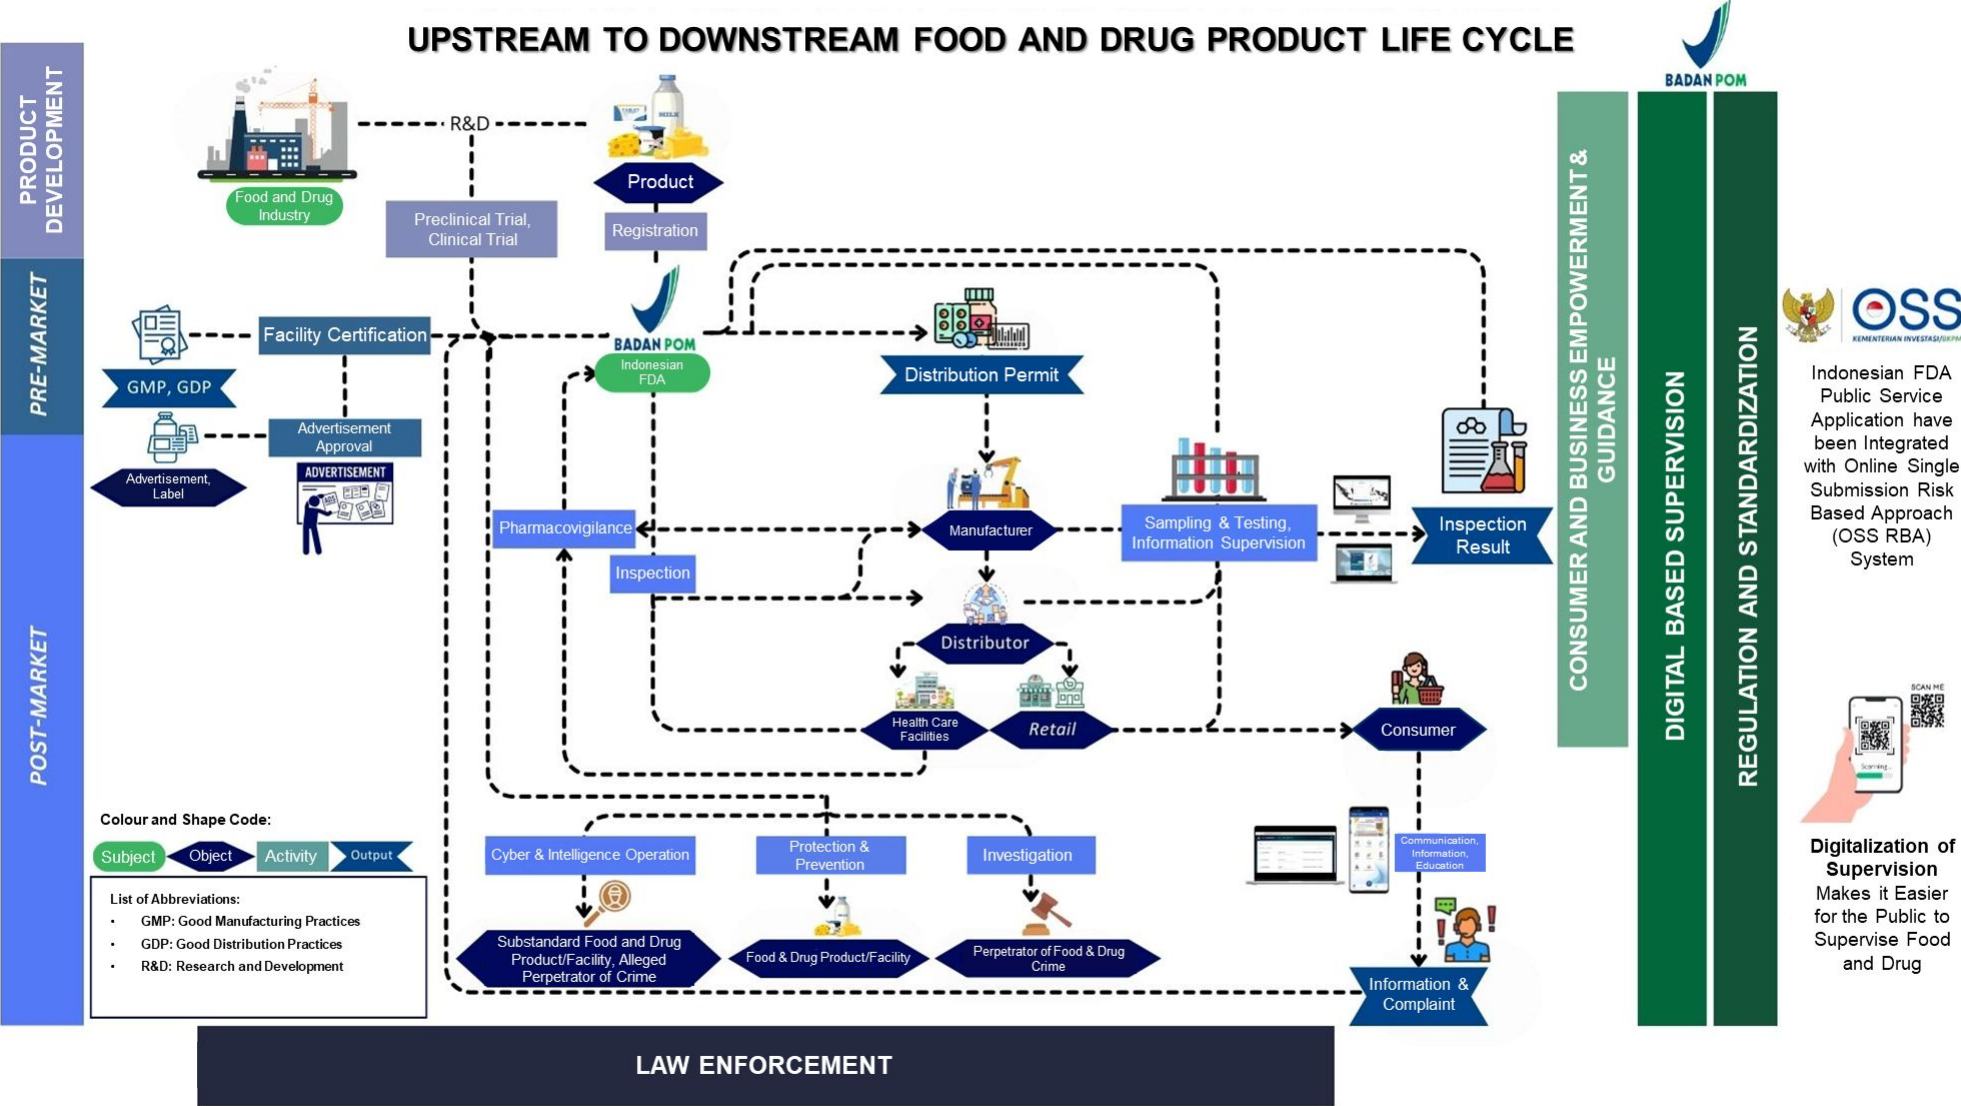 UPSTREAM TO DOWNSTREAM FOOD AND DRUG PRODUCT LIFE CYCLE
BADAN POM
PRODUCT
DEVELOPMENT
PRE-MARKET
POST-MARKET
R&D
TABLET
MILK
Food and Drug
Industry
Product
Preclinical Trial,
Clinical Trial
Registration
BADAN POM
Indonesian
FDA
Facility Certification
GMP, GDP
Advertisement
Approval
Advertisement,
Label
ADVERTISEMENT
ADS
Distribution Permit
Pharmacovigilance
Inspection
Manufacturer
Sampling & Testing,
Information Supervision
Inspection
Result
Distributor
Health Care
Facilities
Retail
Consumer
Cyber & Intelligence Operation
Protection &
Prevention
Investigation
Communication,
Information,
Education
Substandard Food and Drug
Product/Facility, Alleged
Perpetrator of Crime
Food & Drug Product/Facility
Perpetrator of Food & Drug
Crime
Information &
Complaint
Colour and Shape Code:
Subject
Object
Activity
Output
List of Abbreviations:
• GMP: Good Manufacturing Practices
• GDP: Good Distribution Practices
• R&D: Research and Development
LAW ENFORCEMENT
CONSUMER AND BUSINESS EMPOWERMENT &
GUIDANCE
DIGITAL BASED SUPERVISION
REGULATION AND STANDARDIZATION
OSS
KEMENTERIAN INVESTASI/BKPM
Indonesian FDA
Public Service
Application have
been Integrated
with Online Single
Submission Risk
Based Approach
(OSS RBA)
System
SCAN ME
Scanning...
Digitalization of
Supervision
Makes it Easier
for the Public to
Supervise Food
and Drug